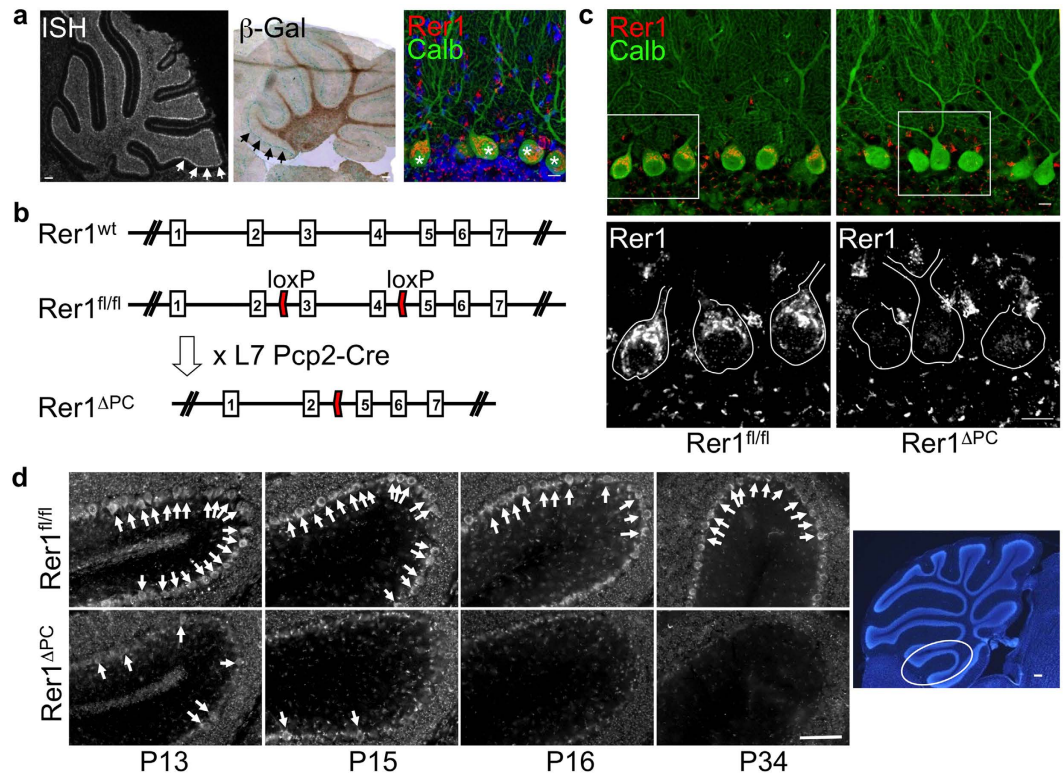 a
ISH
β-Gal
Rer1
Calb
*
*
*
*
b
Rer1wt
1 2 3 4 5 6 7
loxP loxP
Rer1fl/fl
1 2 3 4 5 6 7
x L7 Pcp2-Cre
Rer1ΔPC
1 2 5 6 7
c
Rer1
Calb
Rer1
Rer1
Rer1fl/fl
Rer1ΔPC
d
Rer1fl/fl
Rer1ΔPC
P13
P15
P16
P34